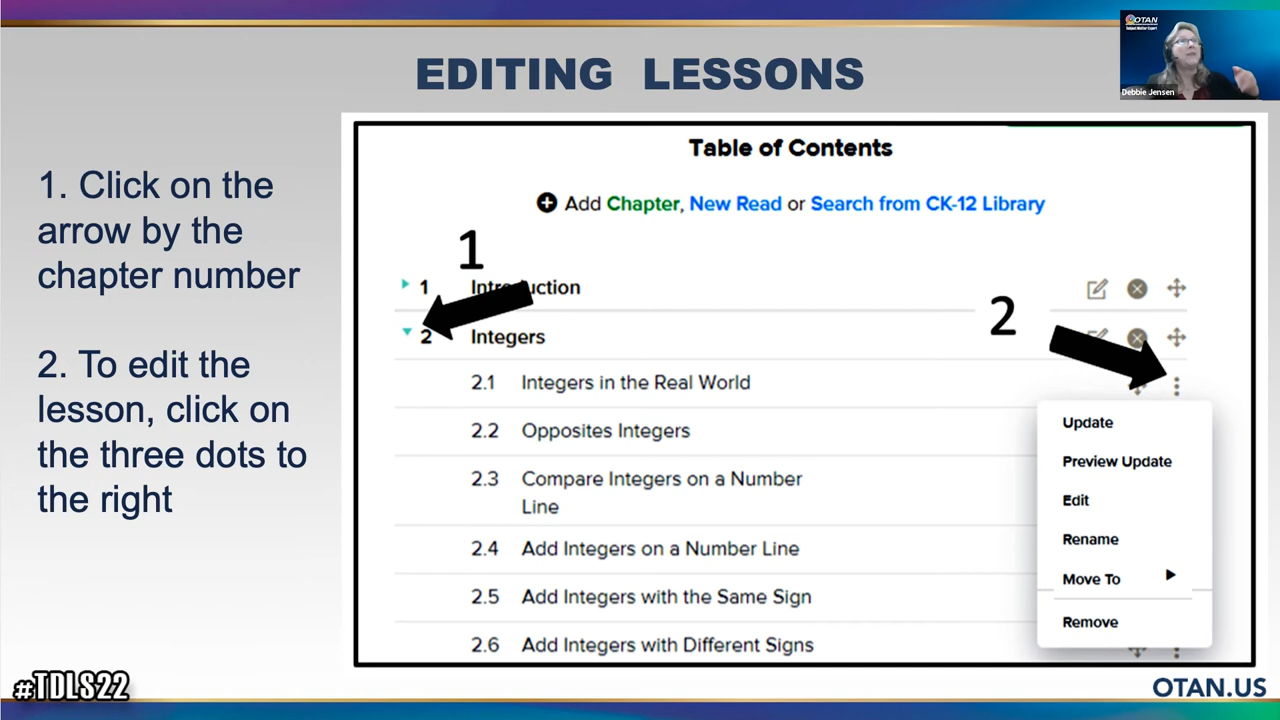 EDITING LESSONS
OTAN
Subject Matter Expert
Debbie Jensen
1. Click on the
arrow by the
chapter number
2. To edit the
lesson, click on
the three dots to
the right
Table of Contents
Add Chapter, New Read or Search from CK-12 Library
1
1 Introduction
2
2 Integers
2.1 Integers in the Real World
2.2 Opposites Integers
2.3 Compare Integers on a Number
Line
2.4 Add Integers on a Number Line
2.5 Add Integers with the Same Sign
2.6 Add Integers with Different Signs
Update
Preview Update
Edit
Rename
Move To
Remove
#TDLS22
OTAN.US